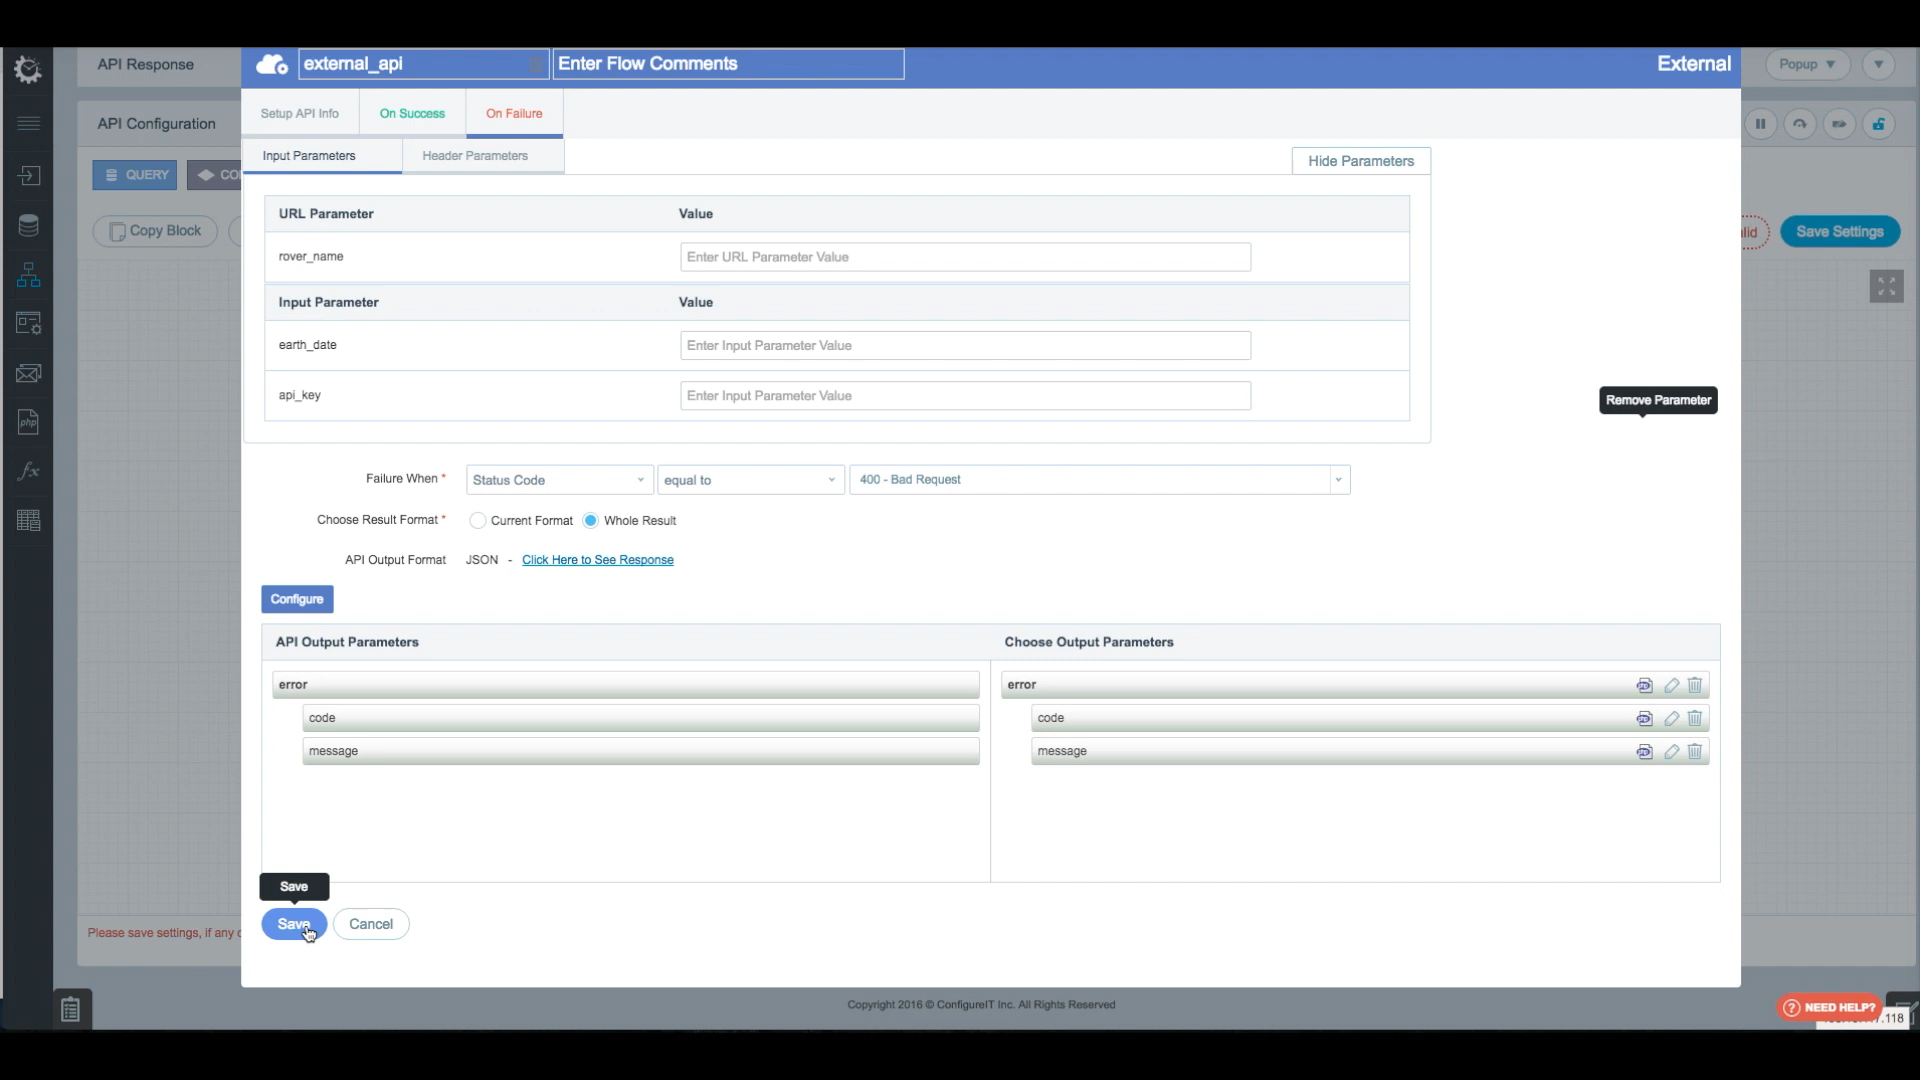 API Response
external_api
Enter Flow Comments
External
Popup
API Configuration
Setup API Info
On Success
On Failure
QUERY
Input Parameters
Header Parameters
Hide Parameters
Copy Block
Save Settings
URL Parameter
Value
rover_name
Enter URL Parameter Value
Input Parameter
Value
earth_date
Enter Input Parameter Value
api_key
Enter Input Parameter Value
Remove Parameter
php
fx
Failure When *
Status Code
equal to
400 - Bad Request
Choose Result Format *
Current Format
Whole Result
API Output Format
JSON - Click Here to See Response
Configure
API Output Parameters
Choose Output Parameters
error
error
code
code
message
message
Save
Save
Cancel
Please save settings, if any
Copyright 2016 © ConfigureIT Inc. All Rights Reserved
? NEED HELP?
.118